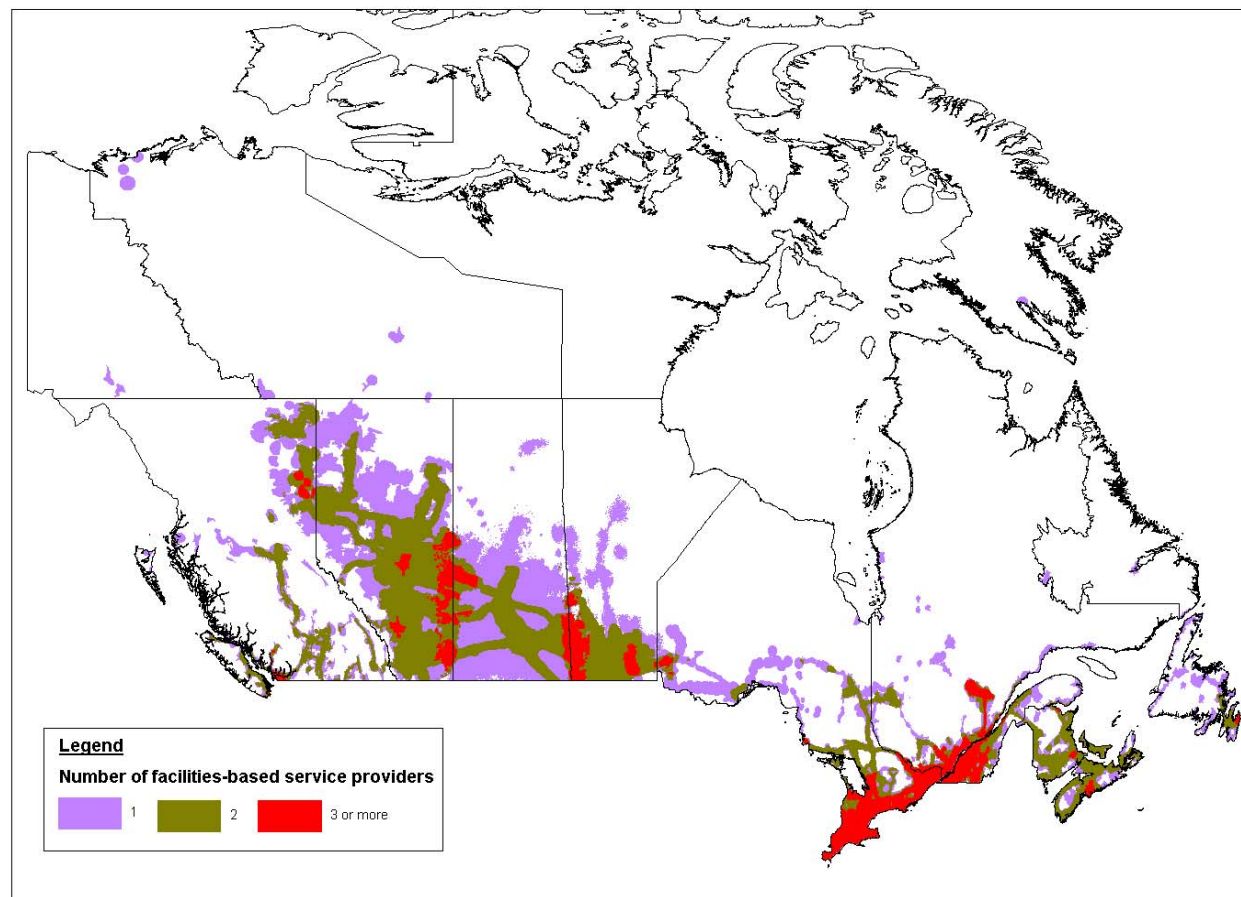 Legend
Number of facilities-based service providers
1 2 3 or more